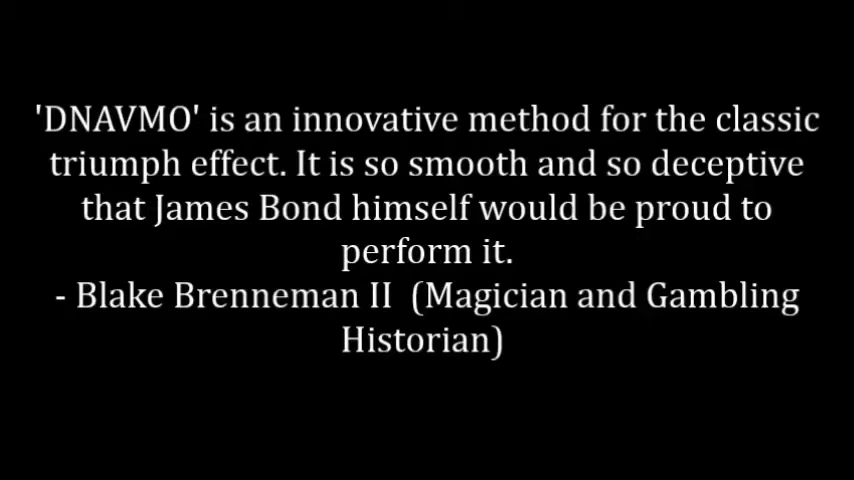 'DNAVMO' is an innovative method for the classic
triumph effect. It is so smooth and so deceptive
that James Bond himself would be proud to
perform it.
- Blake Brenneman II  (Magician and Gambling
Historian)